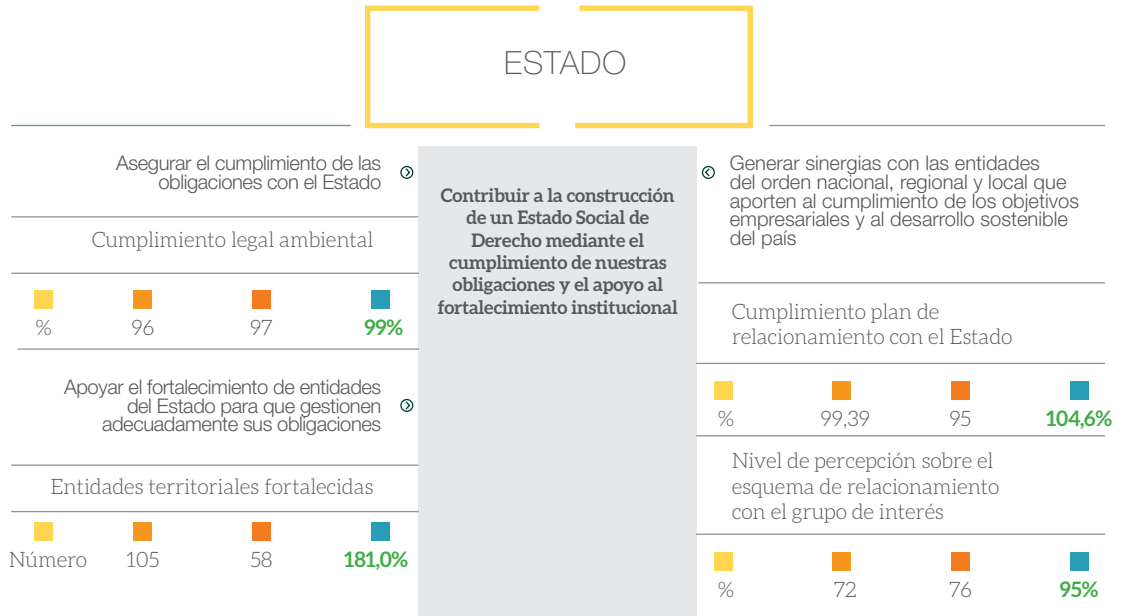 ESTADO
Asegurar el cumplimiento de las
obligaciones con el Estado
Cumplimiento legal ambiental
% 96 97 99%
Apoyar el fortalecimiento de entidades
del Estado para que gestionen
adecuadamente sus obligaciones
Entidades territoriales fortalecidas
Número 105 58 181,0%
Contribuir a la construcción
de un Estado Social de
Derecho mediante el
cumplimiento de nuestras
obligaciones y el apoyo al
fortalecimiento institucional
Generar sinergias con las entidades
del orden nacional, regional y local que
aporten al cumplimiento de los objetivos
empresariales y al desarrollo sostenible
del país
Cumplimiento plan de
relacionamiento con el Estado
% 99,39 95 104,6%
Nivel de percepción sobre el
esquema de relacionamiento
con el grupo de interés
% 72 76 95%